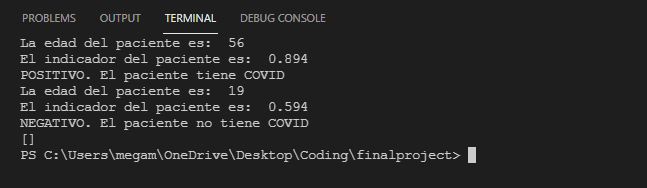 PROBLEMS OUTPUT TERMINAL DEBUG CONSOLE
La edad del paciente es:  56
El indicador del paciente es:  0.894
POSITIVO. El paciente tiene COVID
La edad del paciente es:  19
El indicador del paciente es:  0.594
NEGATIVO. El paciente no tiene COVID
[]
PS C:\Users\megam\OneDrive\Desktop\Coding\finalproject>